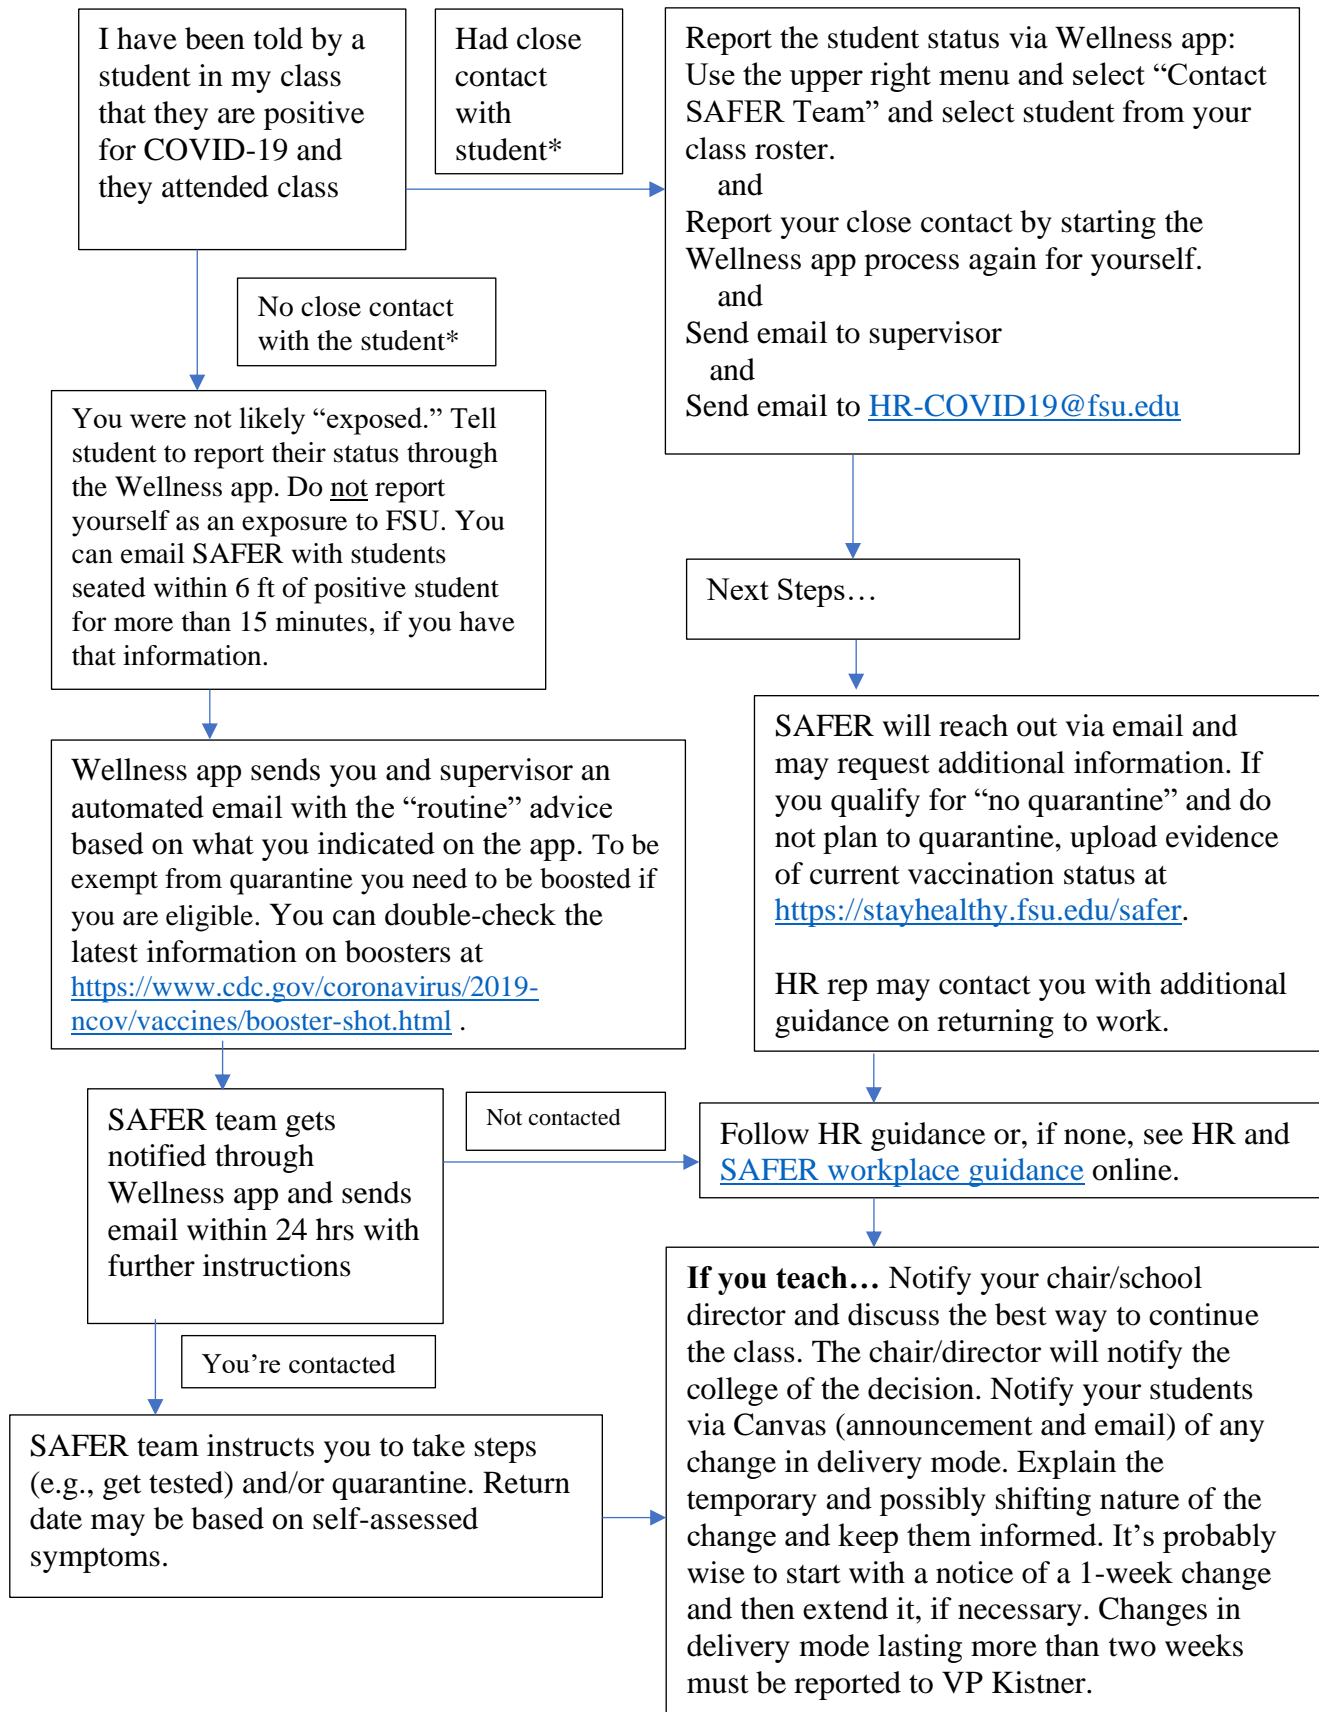 I have been told by a
student in my class
that they are positive
for COVID-19 and
they attended class
Had close
contact
with
student*
Report the student status via Wellness app:
Use the upper right menu and select “Contact
SAFER Team” and select student from your
class roster.
and
Report your close contact by starting the
Wellness app process again for yourself.
and
Send email to supervisor
and
Send email to HR-COVID19@fsu.edu
No close contact
with the student*
You were not likely “exposed.” Tell
student to report their status through
the Wellness app. Do not report
yourself as an exposure to FSU. You
can email SAFER with students
seated within 6 ft of positive student
for more than 15 minutes, if you have
that information.
Next Steps…
SAFER will reach out via email and
may request additional information. If
you qualify for “no quarantine” and do
not plan to quarantine, upload evidence
of current vaccination status at
https://stayhealthy.fsu.edu/safer.
HR rep may contact you with additional
guidance on returning to work.
Wellness app sends you and supervisor an
automated email with the “routine” advice
based on what you indicated on the app. To be
exempt from quarantine you need to be boosted if
you are eligible. You can double-check the
latest information on boosters at
https://www.cdc.gov/coronavirus/2019-
ncov/vaccines/booster-shot.html .
SAFER team gets
notified through
Wellness app and sends
email within 24 hrs with
further instructions
Not contacted
Follow HR guidance or, if none, see HR and
SAFER workplace guidance online.
You’re contacted
SAFER team instructs you to take steps
(e.g., get tested) and/or quarantine. Return
date may be based on self-assessed
symptoms.
If you teach… Notify your chair/school
director and discuss the best way to continue
the class. The chair/director will notify the
college of the decision. Notify your students
via Canvas (announcement and email) of any
change in delivery mode. Explain the
temporary and possibly shifting nature of the
change and keep them informed. It’s probably
wise to start with a notice of a 1-week change
and then extend it, if necessary. Changes in
delivery mode lasting more than two weeks
must be reported to VP Kistner.